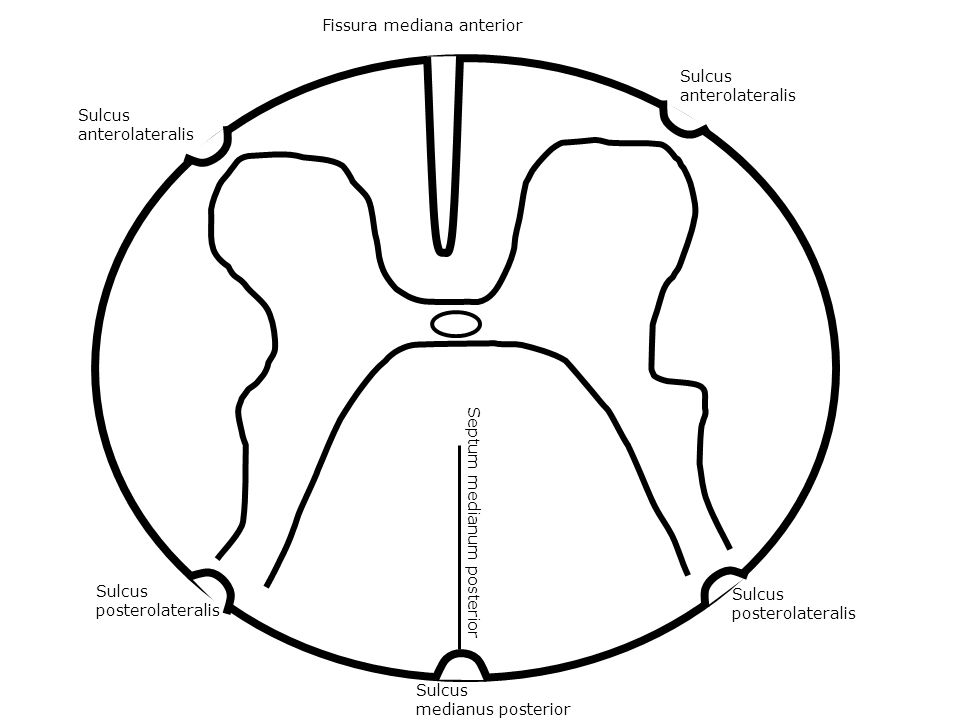 Fissura mediana anterior
Sulcus
anterolateralis
Sulcus
anterolateralis
Septum medianum posterior
Sulcus
posterolateralis
Sulcus
posterolateralis
Sulcus
medianus posterior